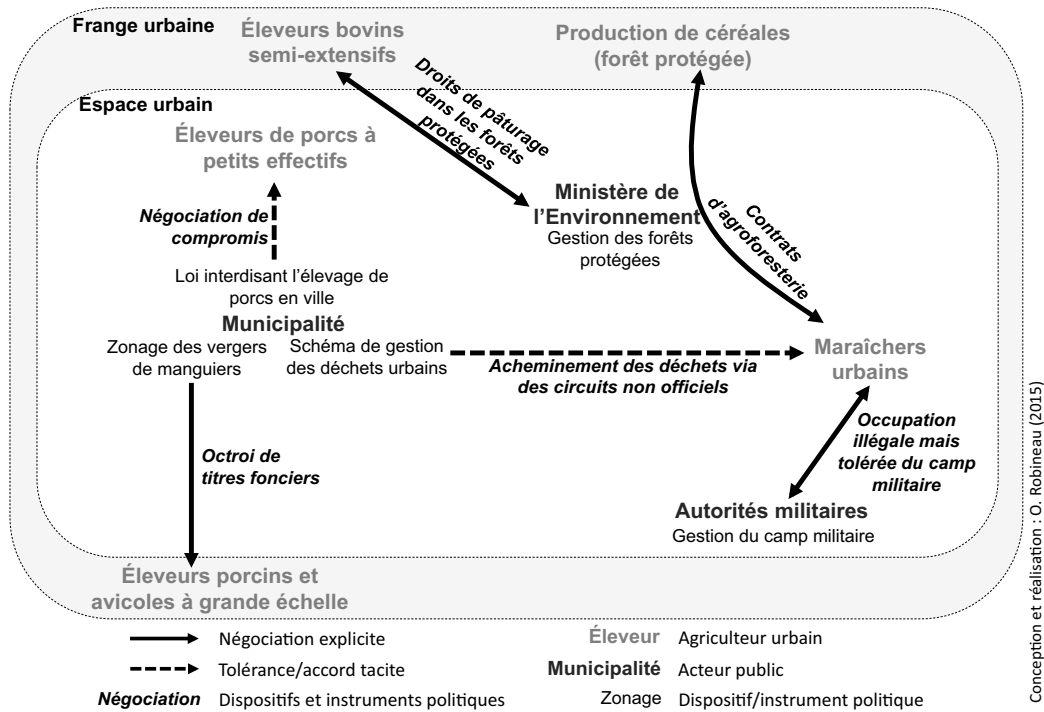 Frange urbaine
Éleveurs bovins
semi-extensifs
Production de céréales
(forêt protégée)
Espace urbain
Droits de pâturage
dans les forêts
protégées
Éleveurs de porcs à
petits effectifs
Ministère de
l'Environnement
Gestion des forêts
protégées
Contrats
d'agroforesterie
Négociation de
compromis
Loi interdisant l'élevage de
porcs en ville
Municipalité
Zonage des vergers
de manguiers
Schéma de gestion
des déchets urbains
Acheminement des déchets via
des circuits non officiels
Maraîchers
urbains
Occupation
illégale mais
tolérée du camp
militaire
Octroi de
titres fonciers
Autorités militaires
Gestion du camp militaire
Éleveurs porcins et
avicoles à grande échelle
Négociation explicite
Tolérance/accord tacite
Négociation Dispositifs et instruments politiques
Éleveur Agriculteur urbain
Municipalité Acteur public
Zonage Dispositif/instrument politique
Conception et réalisation : O. Robineau (2015)